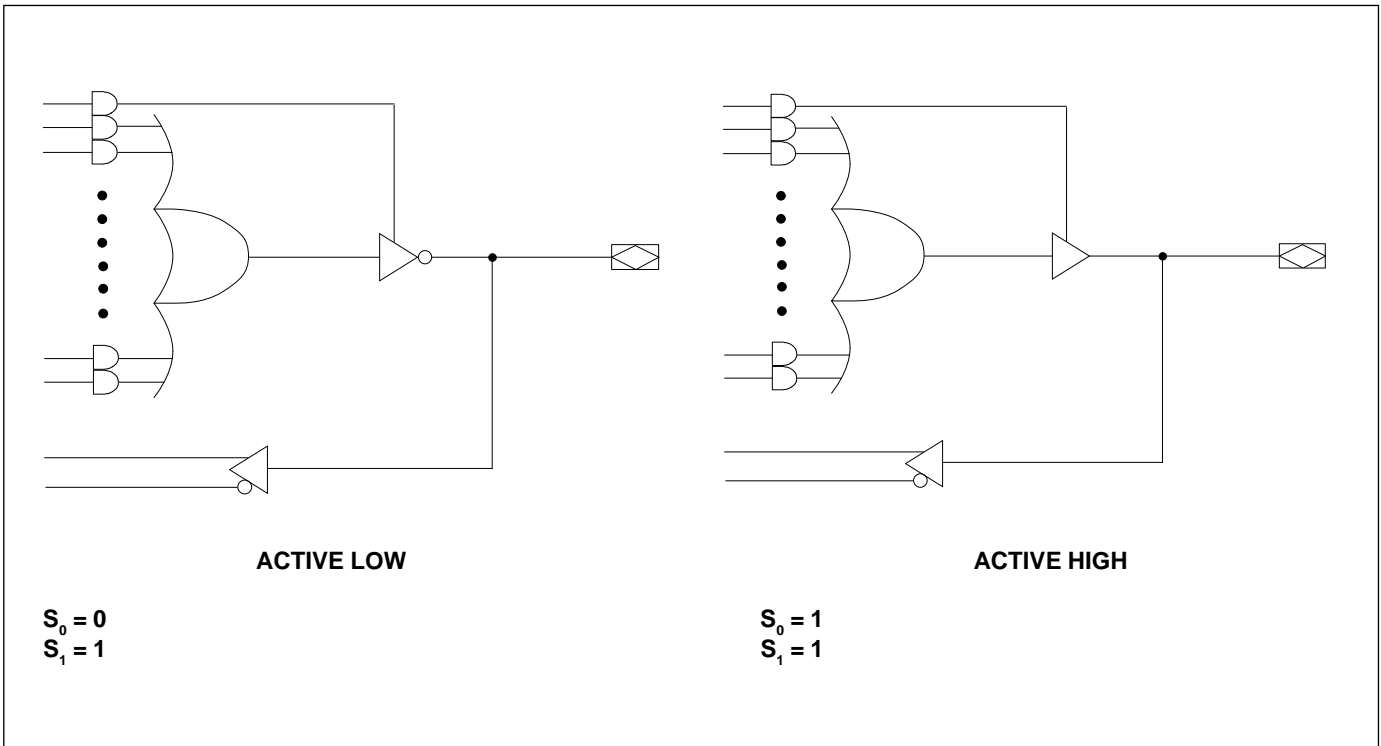 ACTIVE LOW
S0 = 0
S1 = 1
ACTIVE HIGH
S0 = 1
S1 = 1